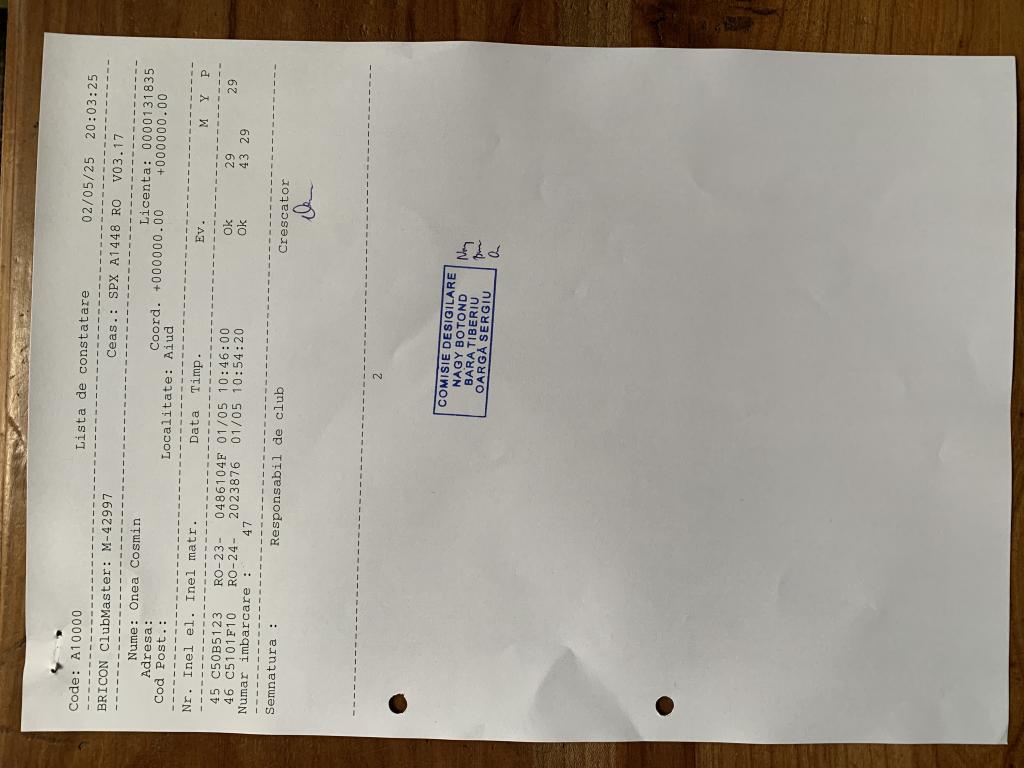 Code: A10000 Lista de constatare 02/05/25 20:03:25
BRICON ClubMaster: M-42997 Ceas.: SPX A1448 RO V03.17
Nume: Onea Cosmin Licenta: 0000131835
Adresa: Coord. +000000.00 +000000.00
Cod Post.: Localitate: Aiud
Nr. Inel el. Inel matr. Data Timp. Ev. M Y P
45 C50B5123 RO-23- 0486104F 01/05 10:46:00 Ok 29 29
46 C5101F10 RO-24- 2023876 01/05 10:54:20 Ok 43 29
Numar imbarcare : 47
Semnatura : Responsabil de club Crescator
2
COMISIE DESIGILARE
NAGY BOTOND
BARA TIBERIU
OARGĂ SERGIU